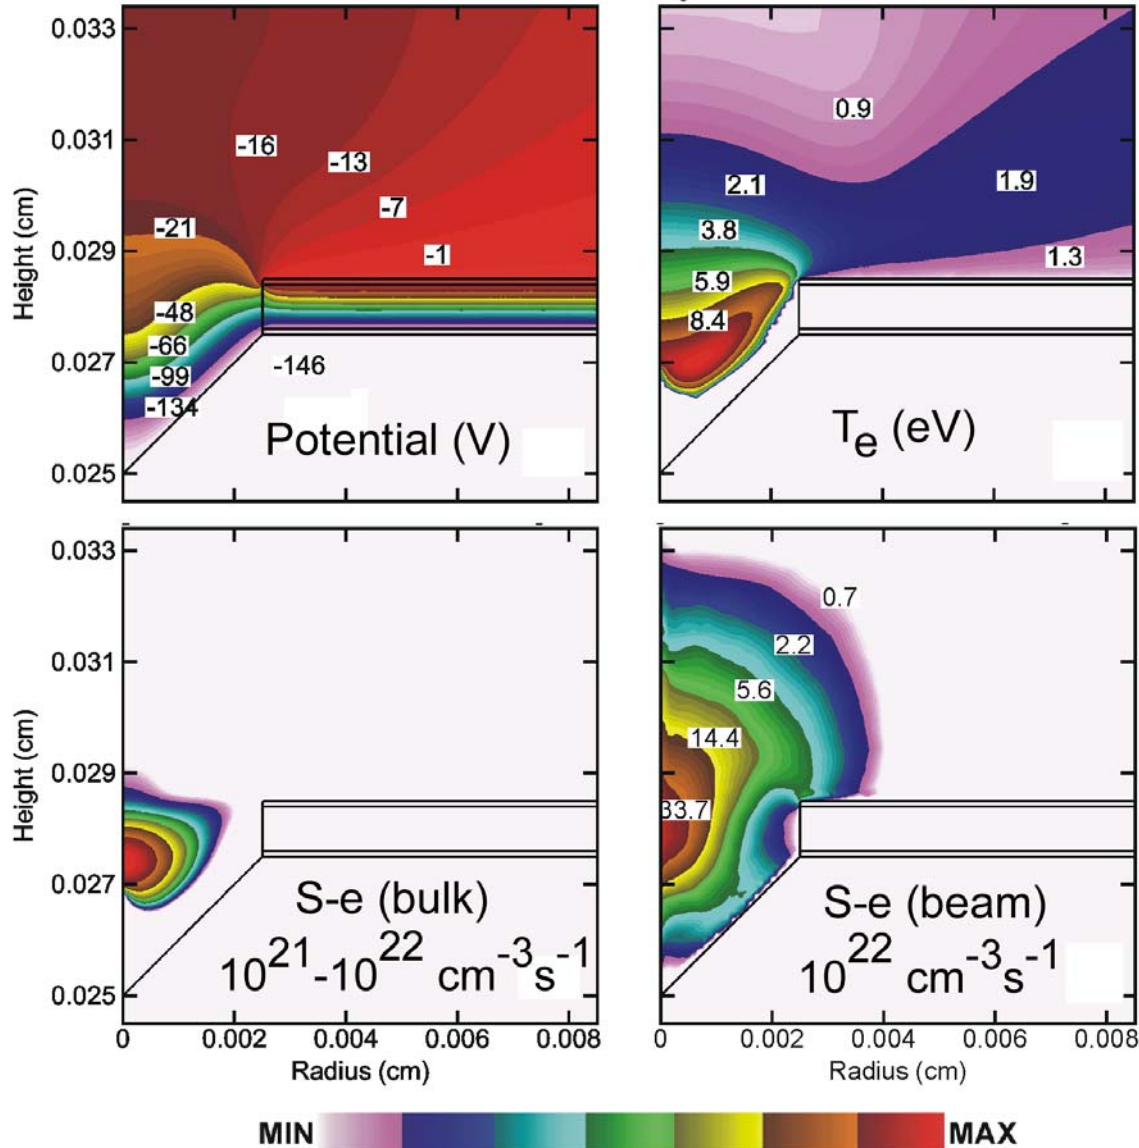 0.033
0.031
0.029
0.027
0.025
Height (cm)
-16
-13
-7
-1
-21
-48
-66
-99
-134
-146
Potential (V)
0.9
2.1
1.9
3.8
1.3
5.9
8.4
Te (eV)
0.033
0.031
0.029
0.027
0.025
Height (cm)
S-e (bulk)
10^21-10^22 cm^-3s^-1
0 0.002 0.004 0.006 0.008
Radius (cm)
0.7
2.2
5.6
14.4
33.7
S-e (beam)
10^22 cm^-3s^-1
0 0.002 0.004 0.006 0.008
Radius (cm)
MIN MAX